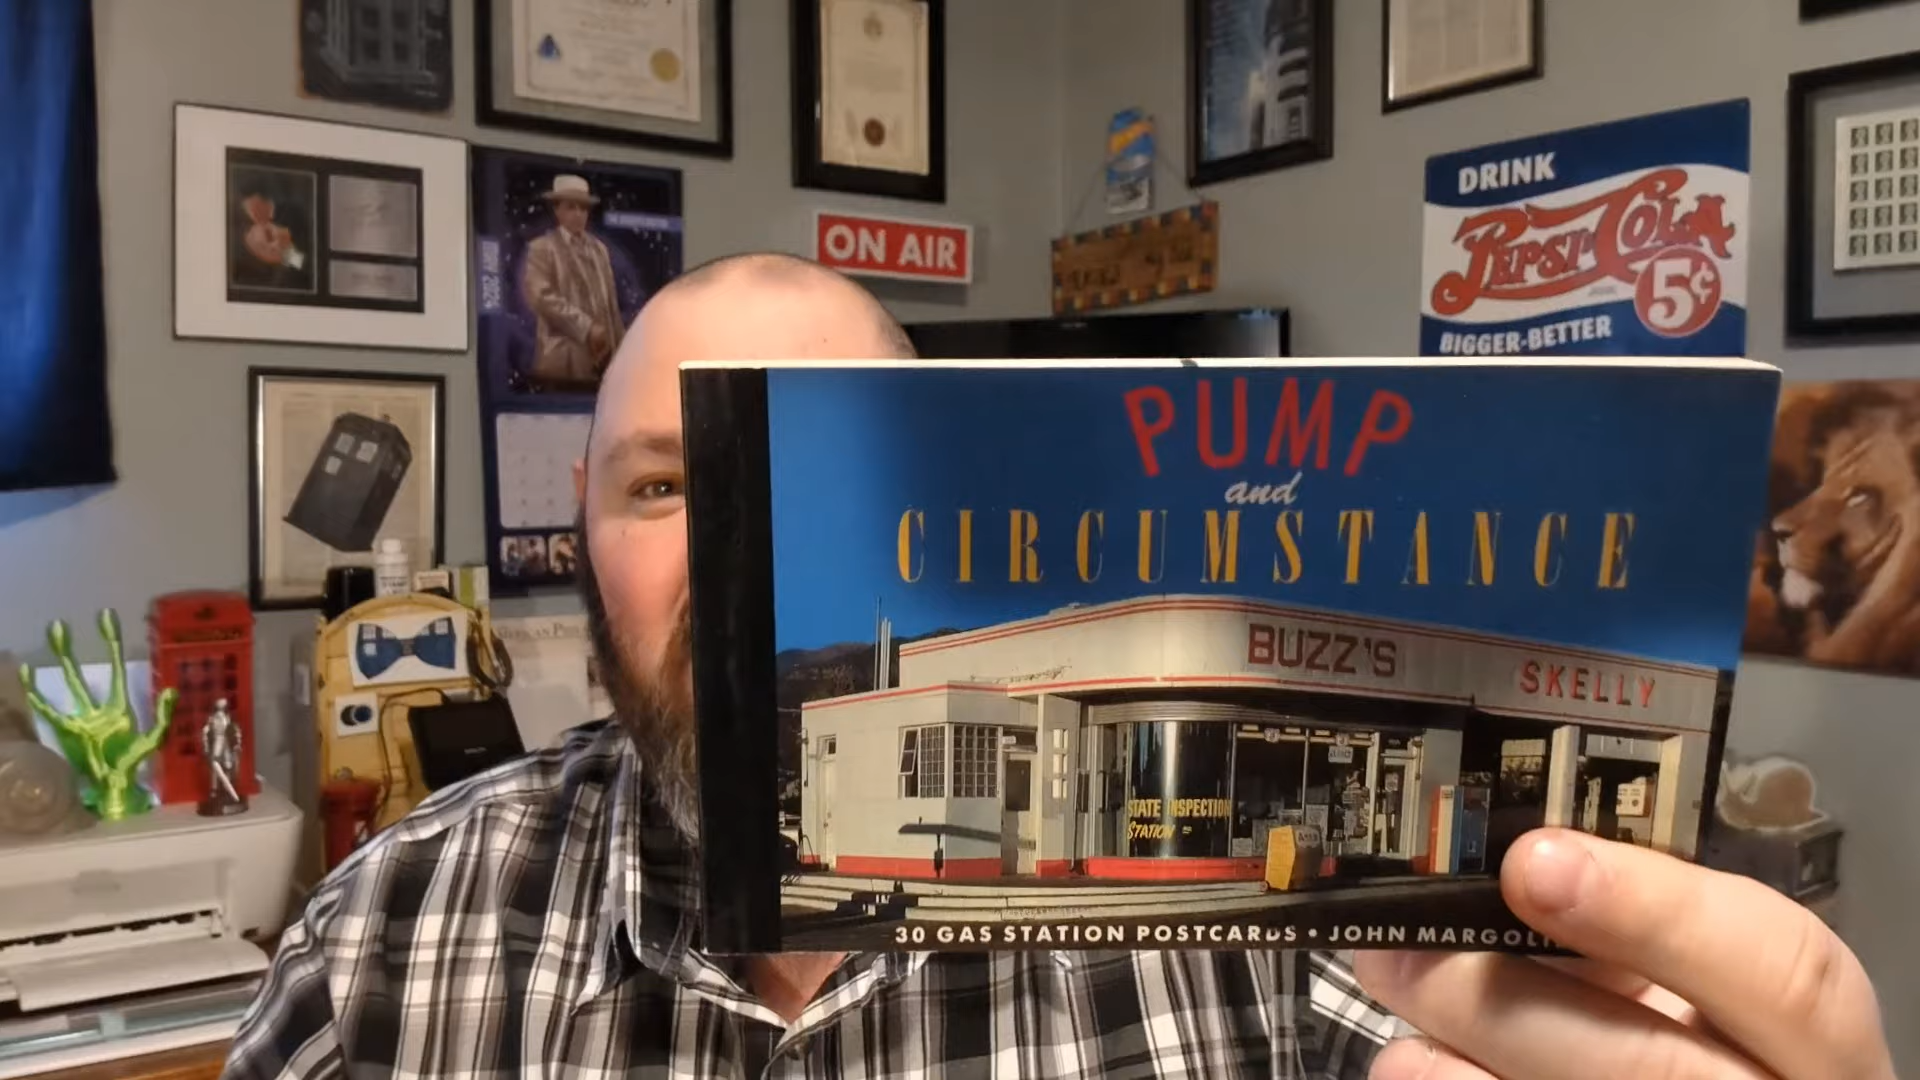 ON AIR
DRINK
PEPSI-COLA
5¢
BIGGER-BETTER
PUMP
and
CIRCUMSTANCE
BUZZ'S
SKELLY
STATE INSPECTION
STATION
30 GAS STATION POSTCARDS • JOHN MARGOLI